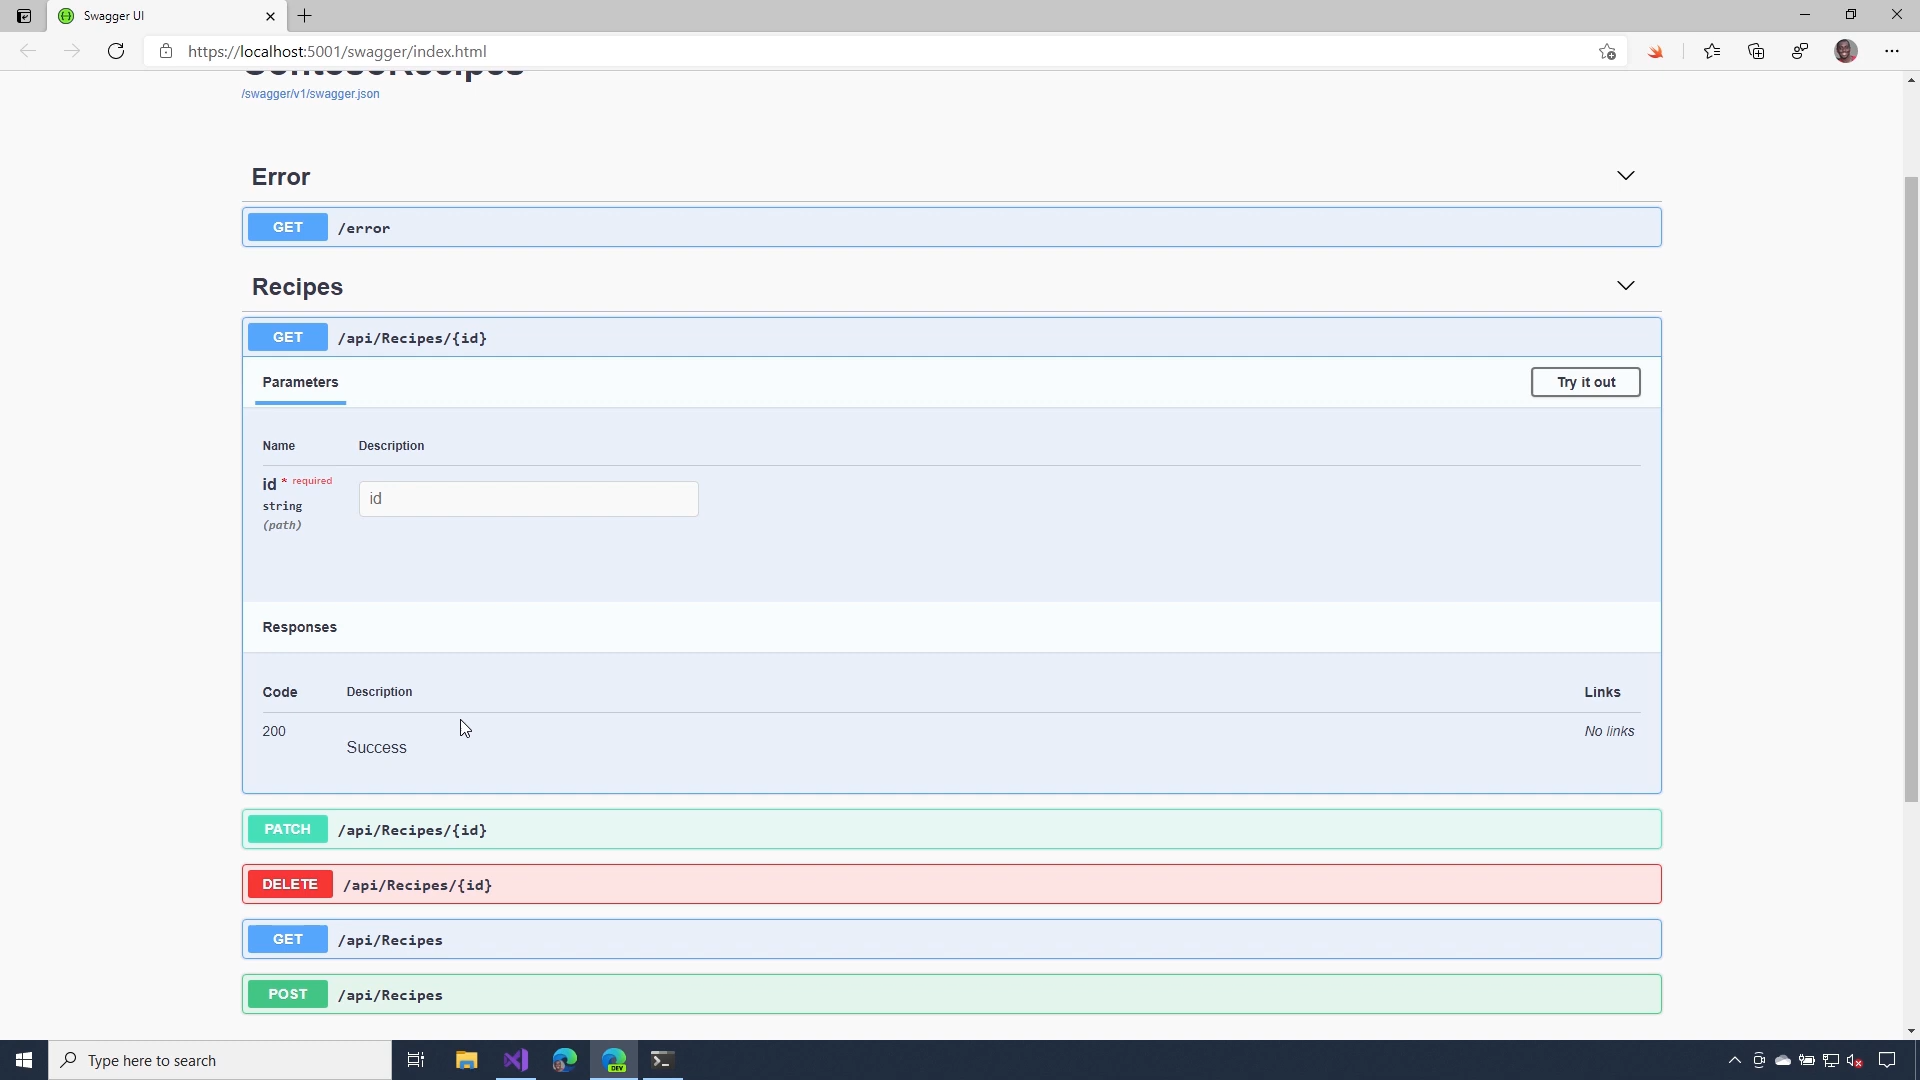 Swagger UI
https://localhost:5001/swagger/index.html
ContosoRecipes
/swagger/v1/swagger.json
Error
GET /error
Recipes
GET /api/Recipes/{id}
Parameters
Try it out
Name Description
id * required
string
(path)
id
Responses
Code Description Links
200
Success
No links
PATCH /api/Recipes/{id}
DELETE /api/Recipes/{id}
GET /api/Recipes
POST /api/Recipes
Type here to search
DEV